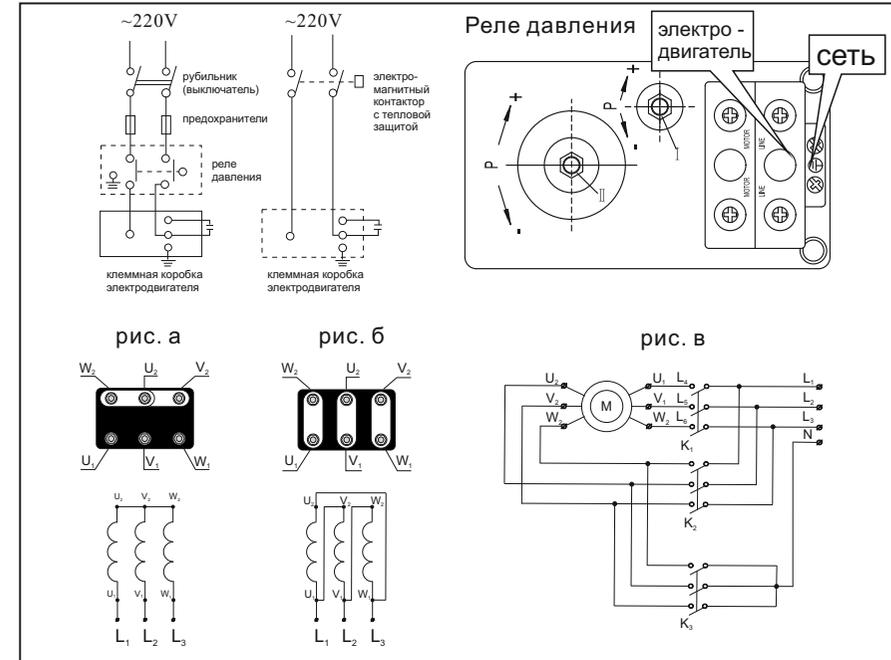 ~220V
рубильник
(выключатель)
предохранители
реле
давления
клеммная коробка
электродвигателя
~220V
электро-
магнитный
контактор
с тепловой
защитой
клеммная коробка
электродвигателя
Реле давления
электро -
двигатель
сеть
+
P
-
II
+
P
-
I
MOTOR
MOTOR
LINE
LINE
рис. а
W₂ U₂ V₂
U₁ V₁ W₁
U₂ V₂ W₂
U₁ V₁ W₁
L₁ L₂ L₃
рис. б
W₂ U₂ V₂
U₁ V₁ W₁
U₂ V₂ W₂
U₁ V₁ W₁
L₁ L₂ L₃
рис. в
U₂ M U₁ L₄ L₁
V₂ V₁ L₅ L₂
W₂ W₂ L₆ L₃
N
K₁
K₂
K₃